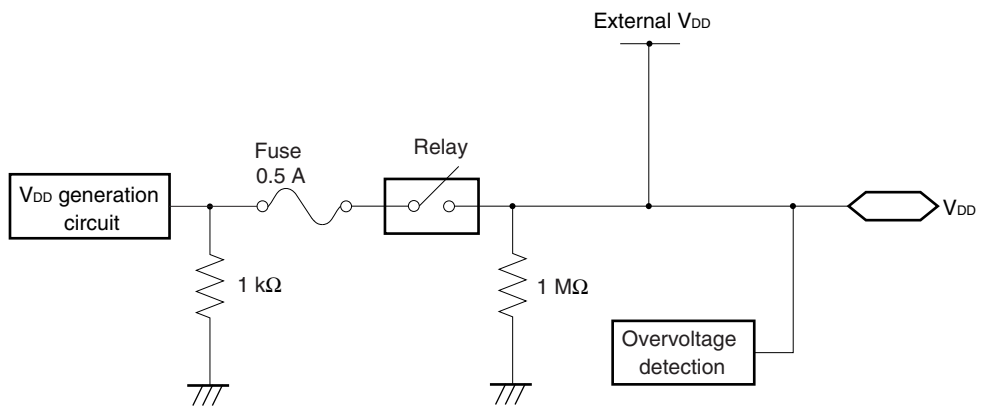 External VDD
Fuse
0.5 A
Relay
VDD generation
circuit
VDD
1 kΩ
1 MΩ
Overvoltage
detection